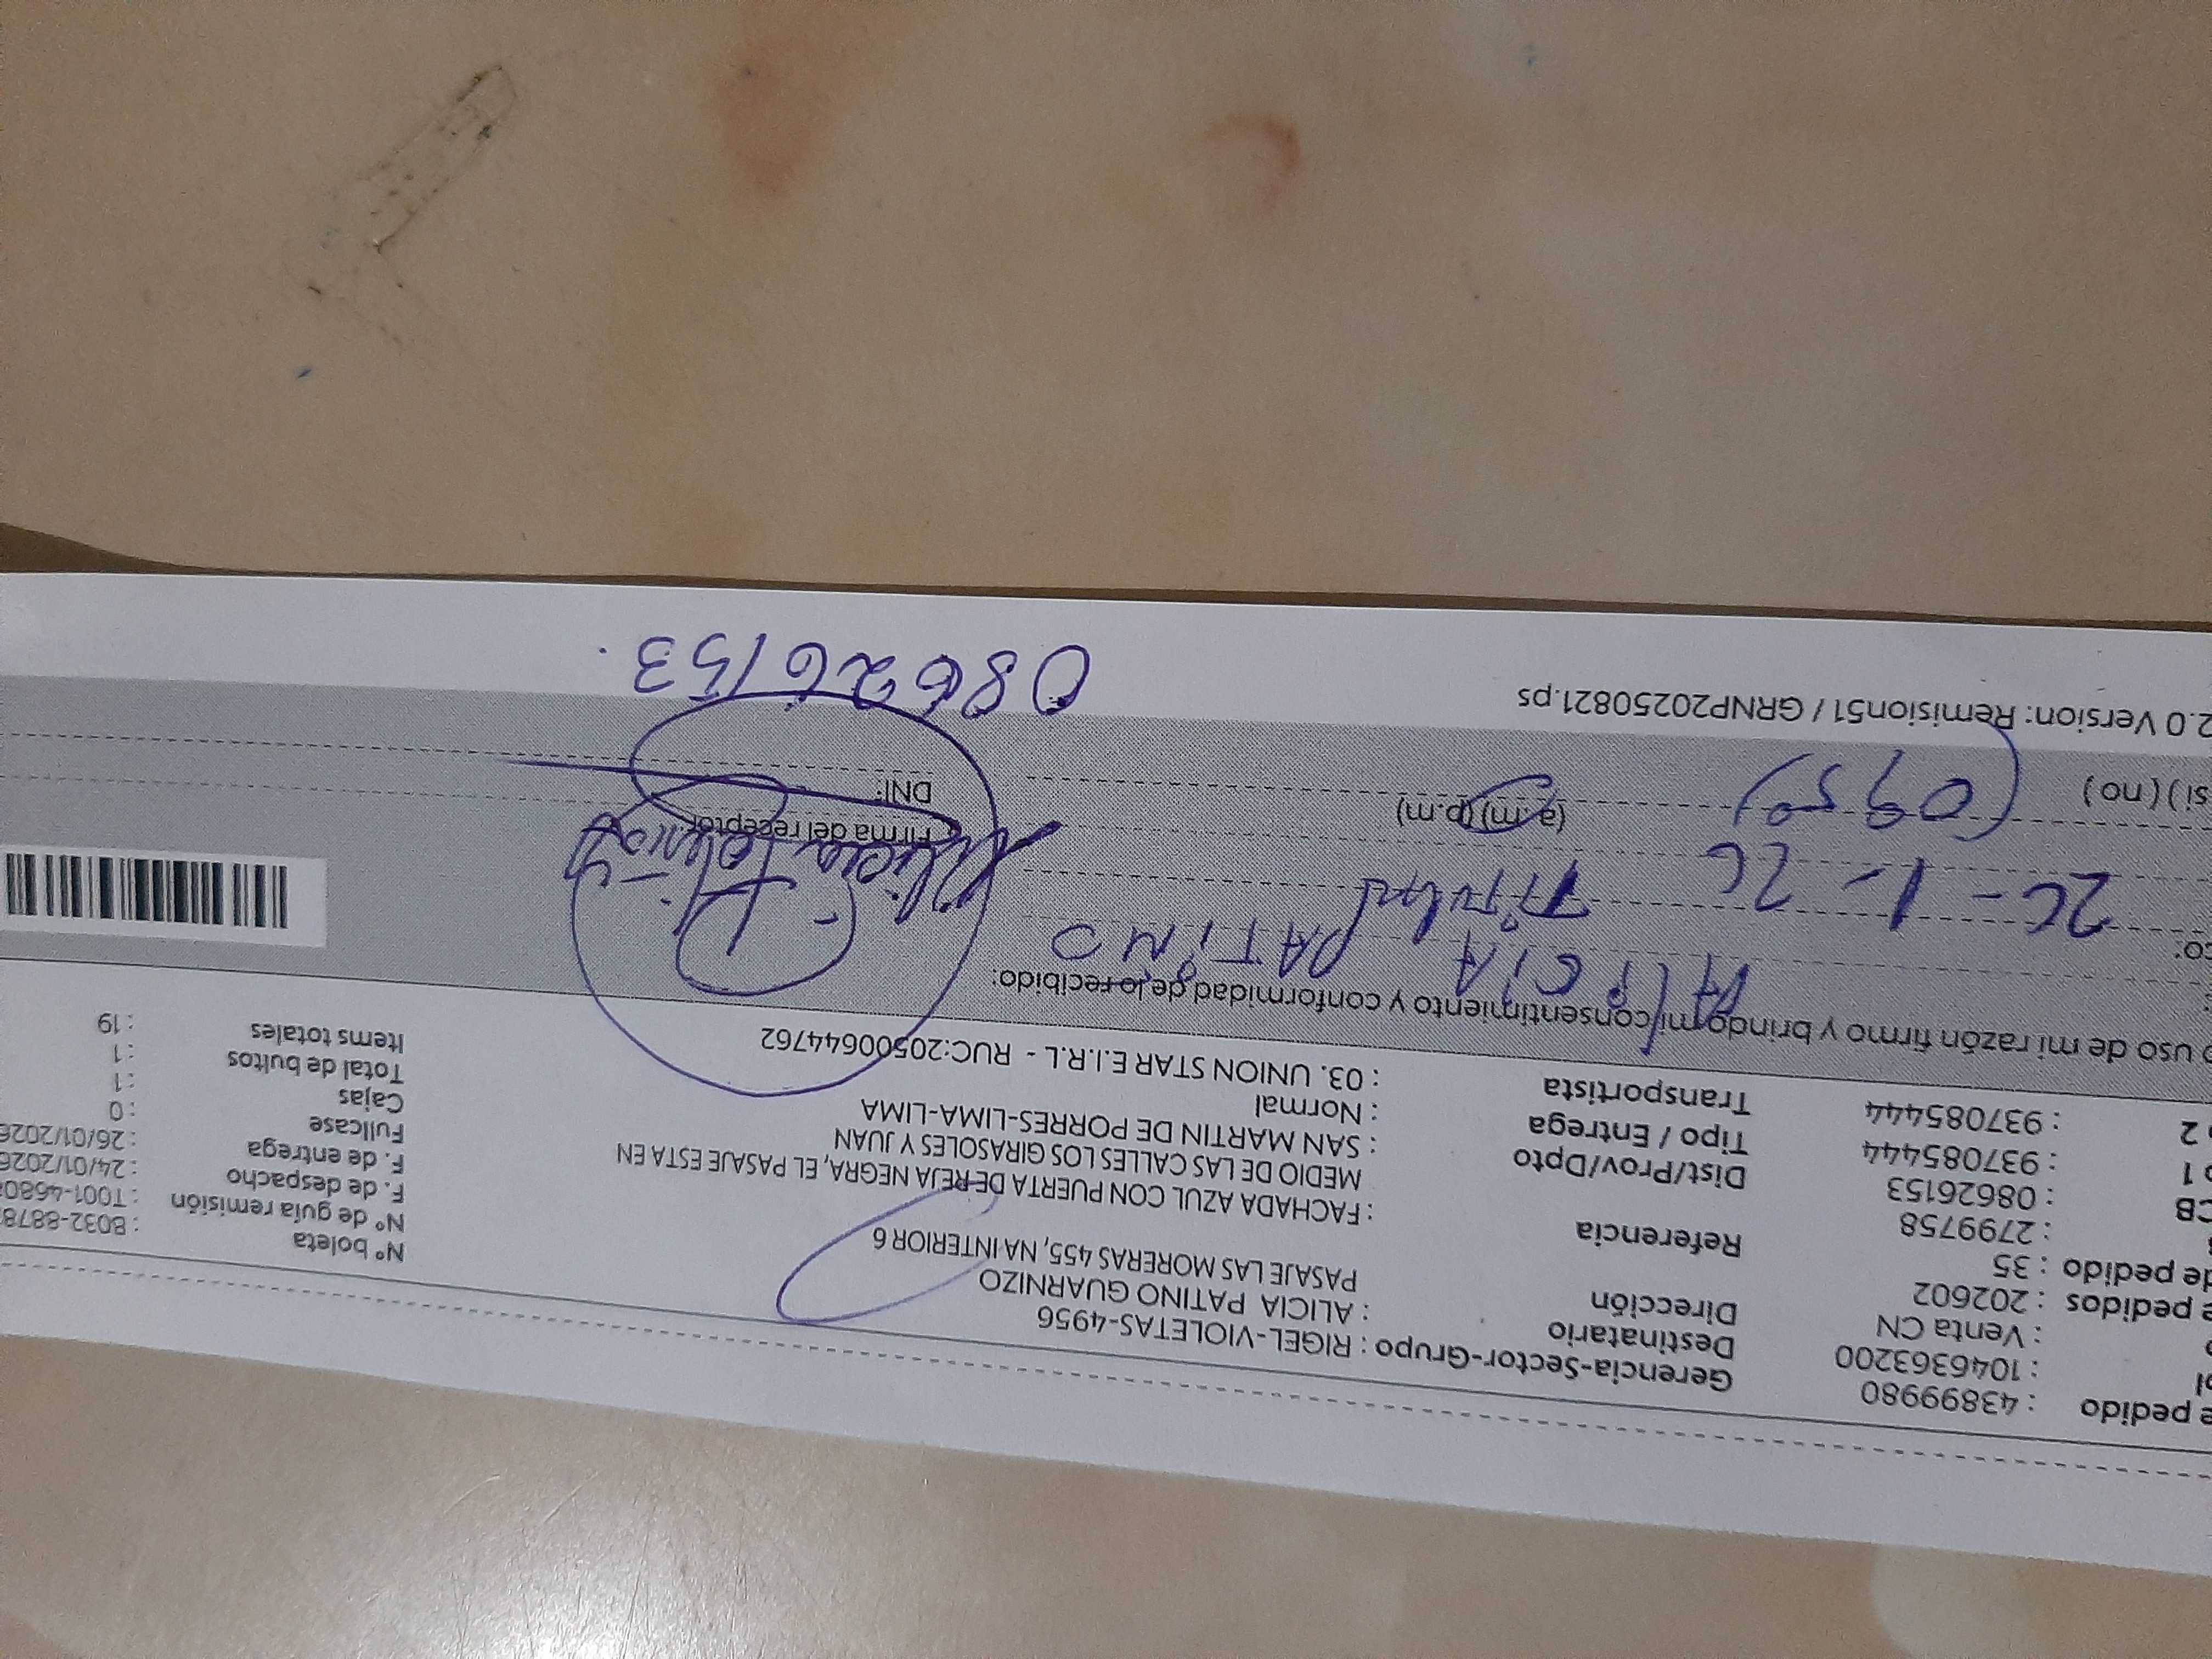 e pedido : 43899980
: 1046363200
: Venta CN
e pedidos : 202602
de pedido : 35
: 2799758
CB : 08626153
1 : 937085444
2 : 937085444
Gerencia-Sector-Grupo : RIGEL-VIOLETAS-4956
Destinatario : ALICIA PATINO GUARNIZO
Dirección PASAJE LAS MORERAS 455, NA INTERIOR 6
Referencia : FACHADA AZUL CON PUERTA DE REJA NEGRA, EL PASAJE ESTA EN
MEDIO DE LAS CALLES LOS GIRASOLES Y JUAN
Dist/Prov/Dpto : SAN MARTIN DE PORRES-LIMA-LIMA
Tipo / Entrega : Normal
Transportista : 03. UNION STAR E.I.R.L - RUC:20500644762
Nº boleta : B032-8878
Nº de guía remisión : T001-4680
F. de despacho : 24/01/2026
F. de entrega : 26/01/2026
Fullcase : 0
Cajas : 1
Total de bultos : 1
Items totales : 19
uso de mi razón firmo y brindo mi consentimiento y conformidad de lo recibido:
ALICIA PATIÑO
co:
Titular
26-1-26
si ) ( no )
(09 50)
(a.m) (p.m)
Firma del receptor
DNI:
08626153.
2.0 Version: Remision51 / GRNP20250821.ps